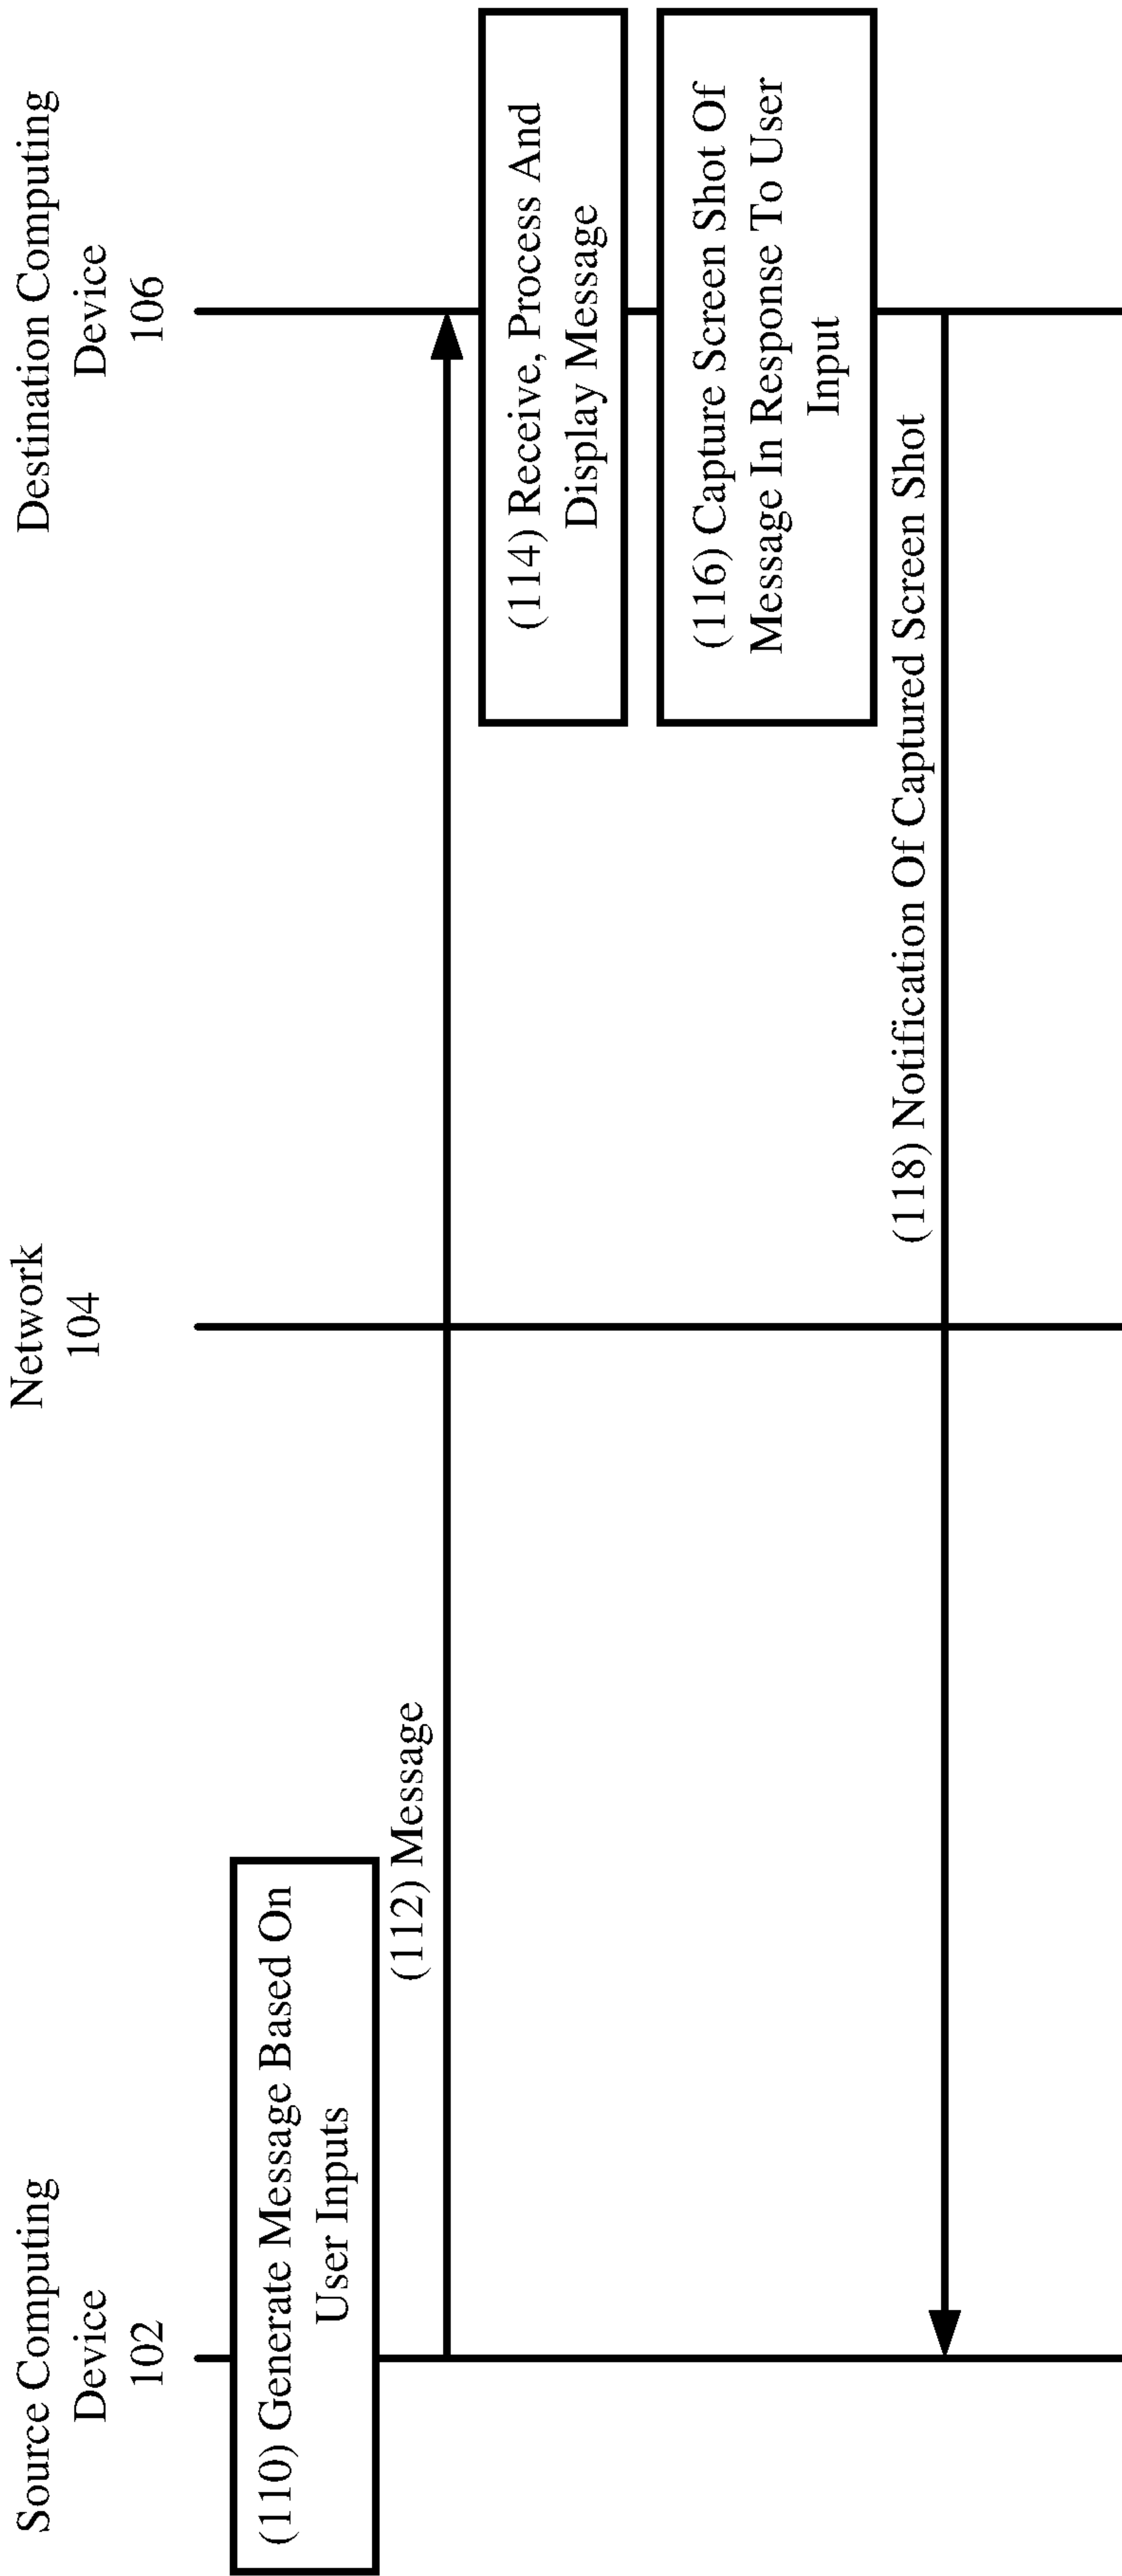 Source Computing
Device
102
Network
104
Destination Computing
Device
106
(110) Generate Message Based On
User Inputs
(112) Message
(114) Receive, Process And
Display Message
(116) Capture Screen Shot Of
Message In Response To User
Input
(118) Notification Of Captured Screen Shot